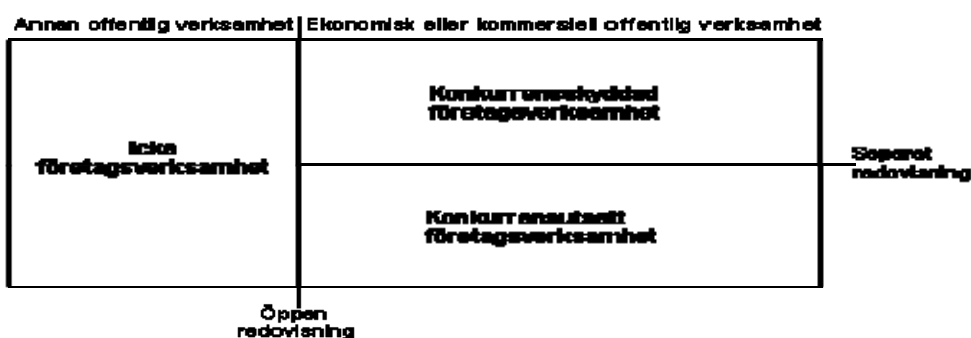 Annan offentlig verksamhet
Ekonomisk eller kommersiell offentlig verksamhet
Konkurrensskyddad
företagsverksamhet
Icke
företagsverksamhet
Separat
redovisning
Konkurrensutsatt
företagsverksamhet
Öppen
redovisning